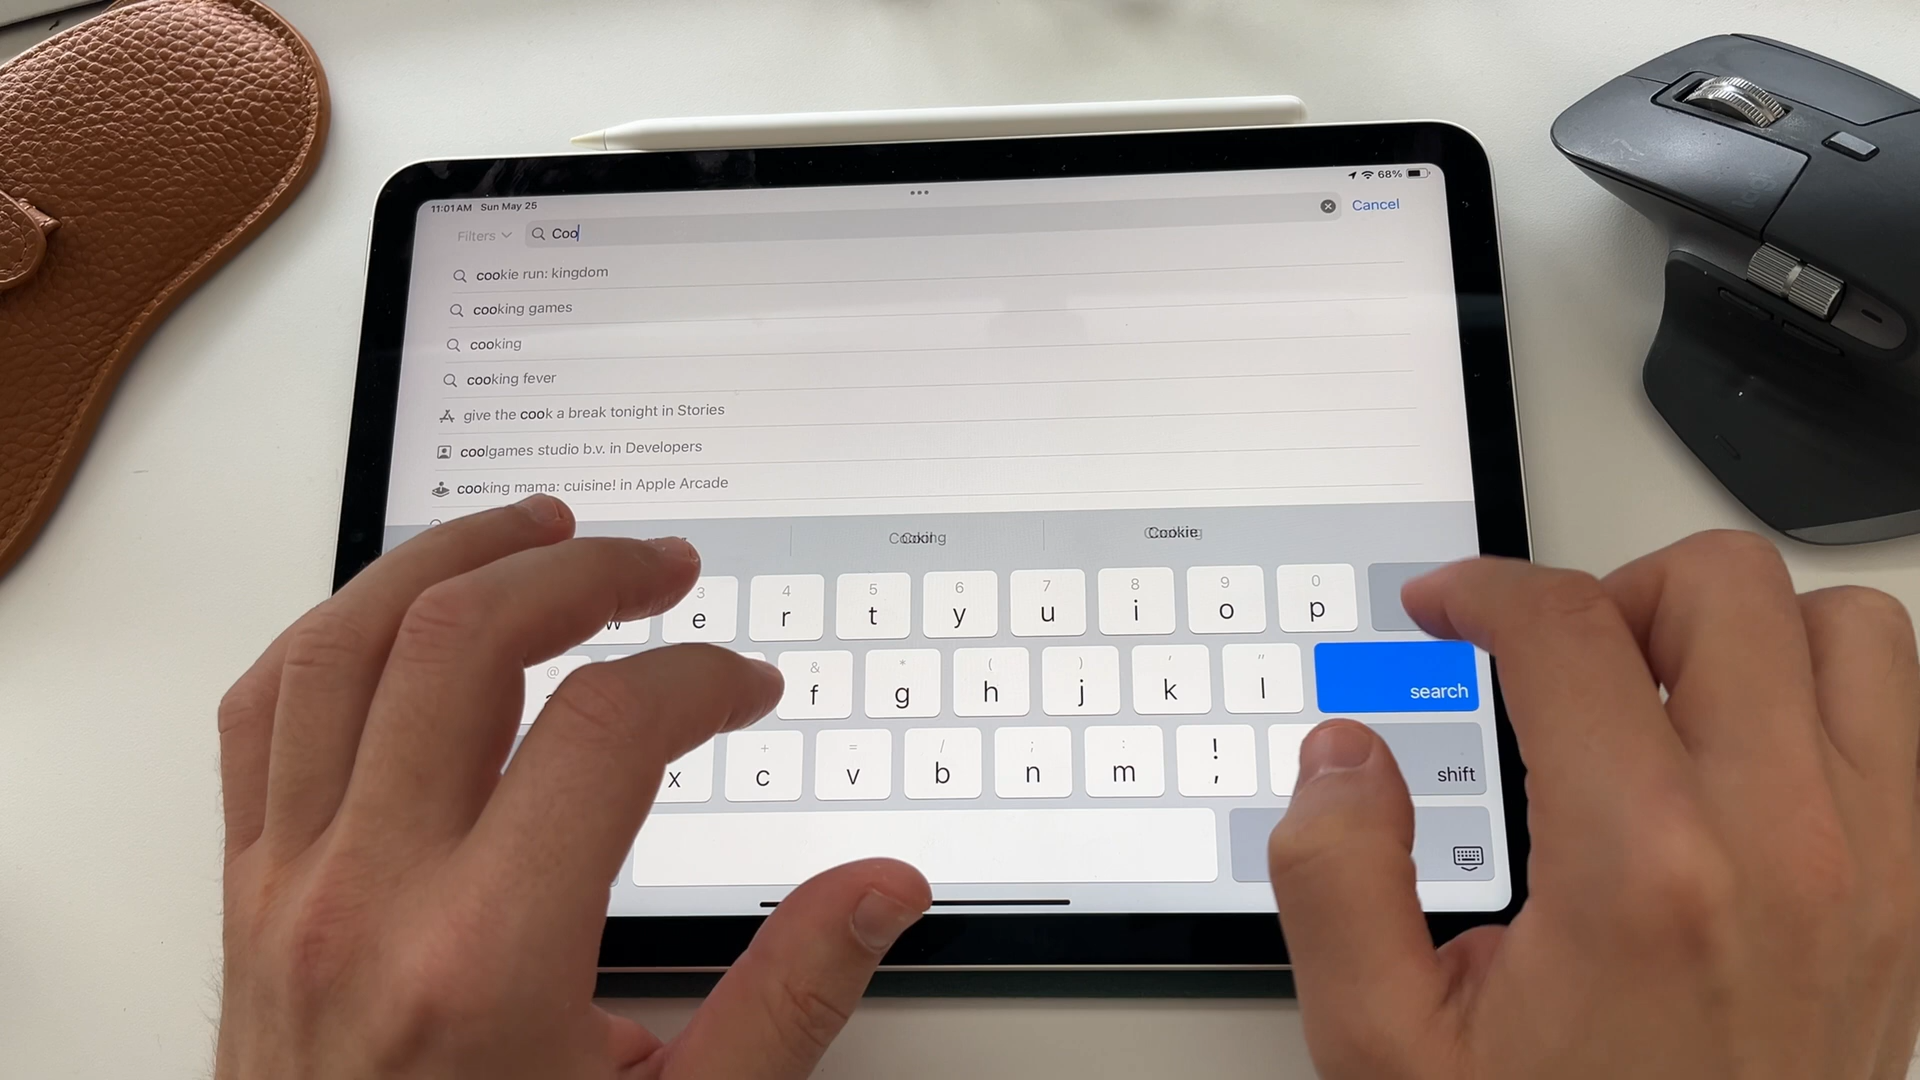 11:01 AM Sun May 25
68%
Filters
Coo
Cancel
cookie run: kingdom
cooking games
cooking
cooking fever
give the cook a break tonight in Stories
coolgames studio b.v. in Developers
cooking mama: cuisine! in Apple Arcade
Cookie
3 4 5 6 7 8 9 0
w e r t y u i o p
@ & * ( ) ' "
f g h j k l search
+ = / ; : !
x c v b n m , shift